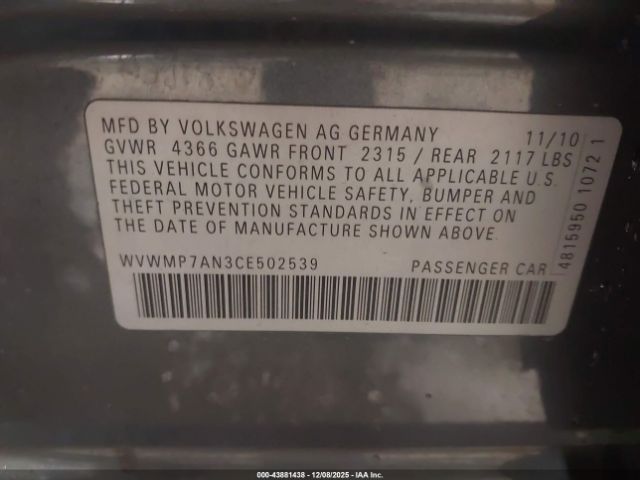 MFD BY VOLKSWAGEN AG GERMANY 11/10
GVWR 4366 GAWR FRONT 2315 / REAR 2117 LBS
THIS VEHICLE CONFORMS TO ALL APPLICABLE U.S.
FEDERAL MOTOR VEHICLE SAFETY, BUMPER AND
THEFT PREVENTION STANDARDS IN EFFECT ON
THE DATE OF MANUFACTURE SHOWN ABOVE.
WVWMP7AN3CE502539 PASSENGER CAR
4815950 1072 1
000-43881438 - 12/08/2025 - IAA Inc.